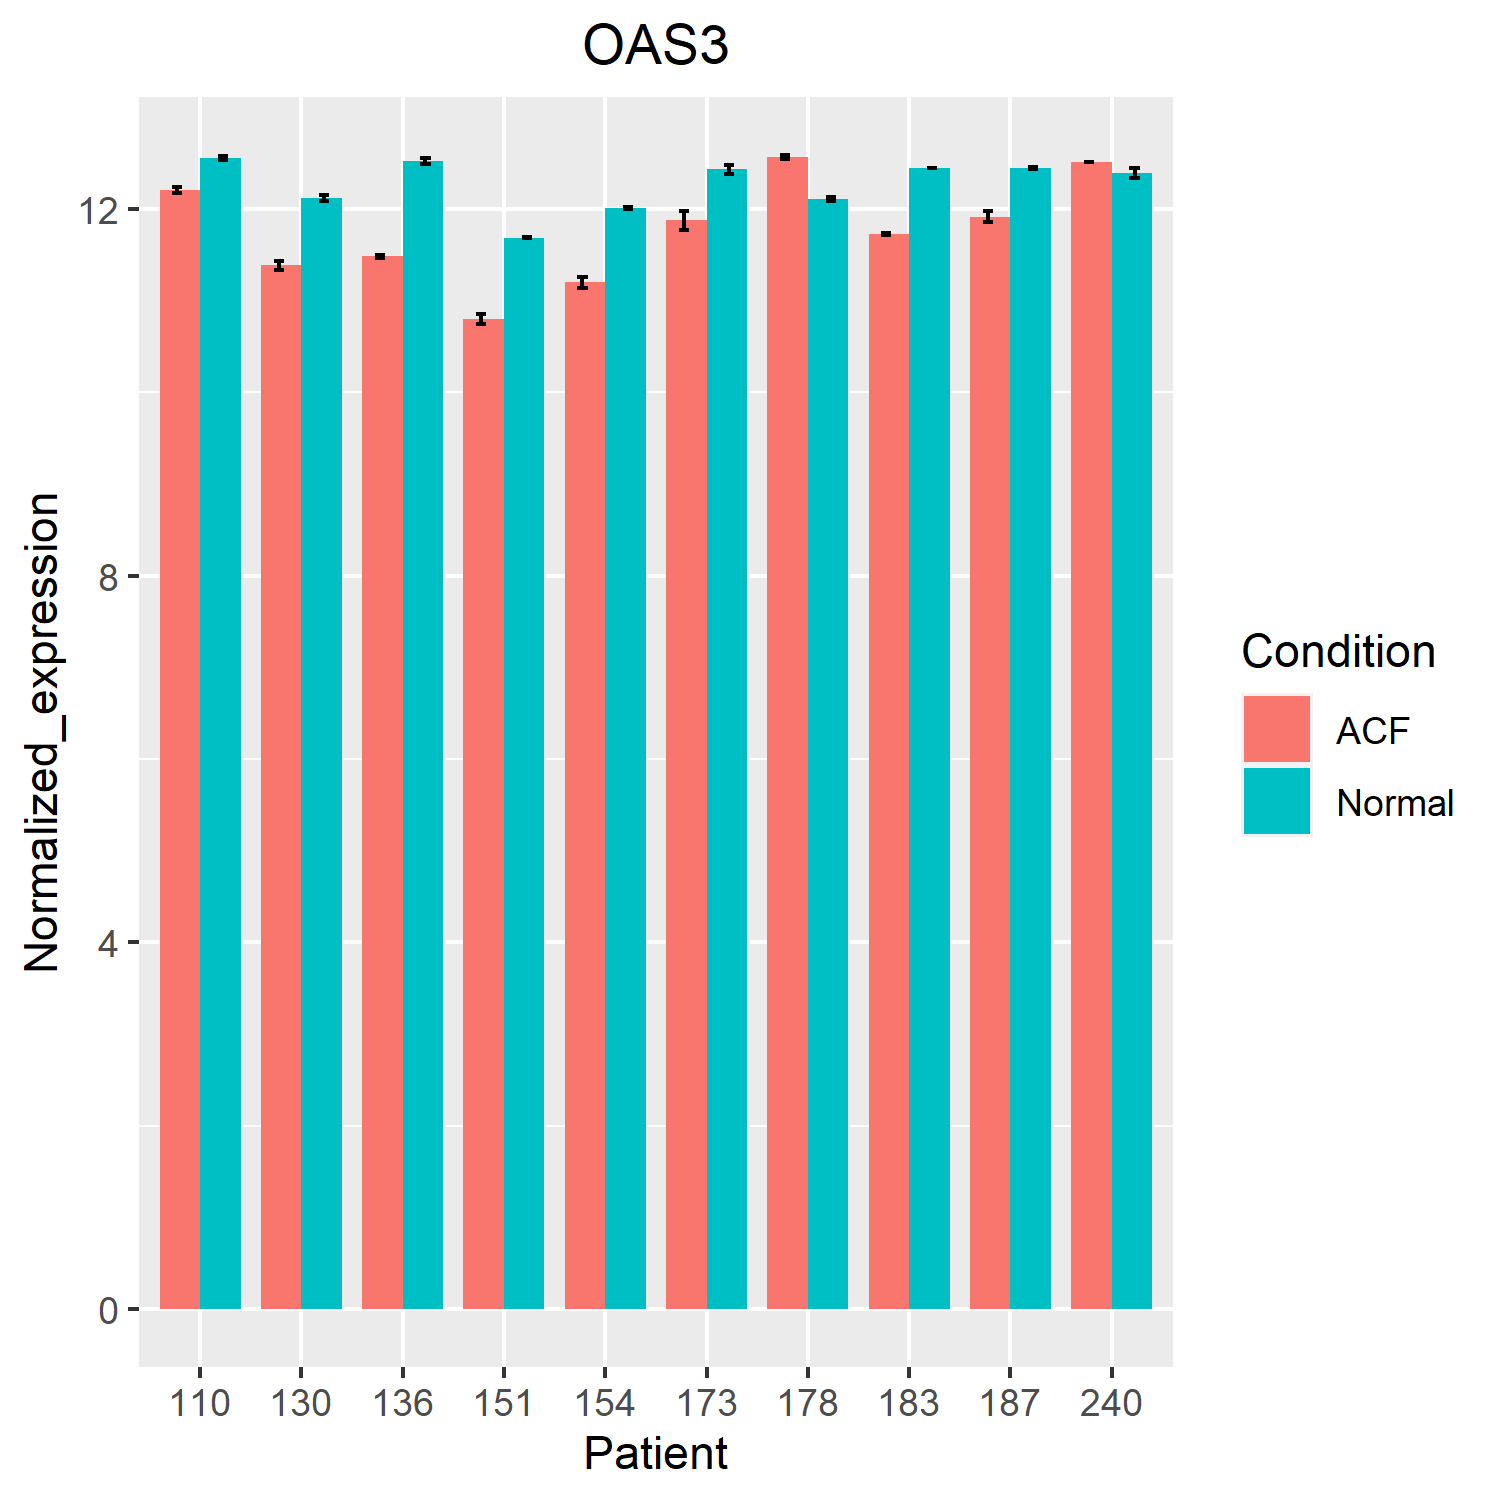 OAS3
Normalized_expression
12
8
4
0
110 130 136 151 154 173 178 183 187 240
Patient
Condition
ACF
Normal